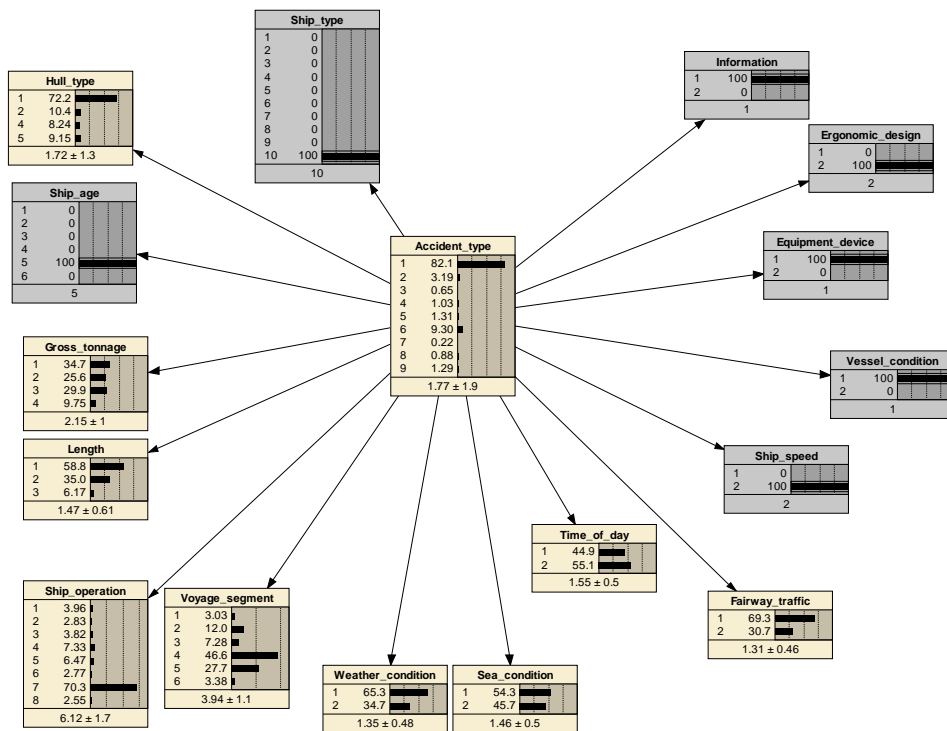 Ship_type
1 0
2 0
3 0
4 0
5 0
6 0
7 0
8 0
9 0
10 100
10
Hull_type
1 72.2
2 10.4
4 8.24
5 9.15
1.72 ± 1.3
Information
1 100
2 0
1
Ergonomic_design
1 0
2 100
2
Ship_age
1 0
2 0
3 0
4 0
5 100
6 0
5
Accident_type
1 82.1
2 3.19
3 0.65
4 1.03
5 1.31
6 9.30
7 0.22
8 0.88
9 1.29
1.77 ± 1.9
Equipment_device
1 100
2 0
1
Gross_tonnage
1 34.7
2 25.6
3 29.9
4 9.75
2.15 ± 1
Vessel_condition
1 100
2 0
1
Length
1 58.8
2 35.0
3 6.17
1.47 ± 0.61
Ship_speed
1 0
2 100
2
Time_of_day
1 44.9
2 55.1
1.55 ± 0.5
Ship_operation
1 3.96
2 2.83
3 3.82
4 7.33
5 6.47
6 2.77
7 70.3
8 2.55
6.12 ± 1.7
Voyage_segment
1 3.03
2 12.0
3 7.28
4 46.6
5 27.7
6 3.38
3.94 ± 1.1
Fairway_traffic
1 69.3
2 30.7
1.31 ± 0.46
Weather_condition
1 65.3
2 34.7
1.35 ± 0.48
Sea_condition
1 54.3
2 45.7
1.46 ± 0.5